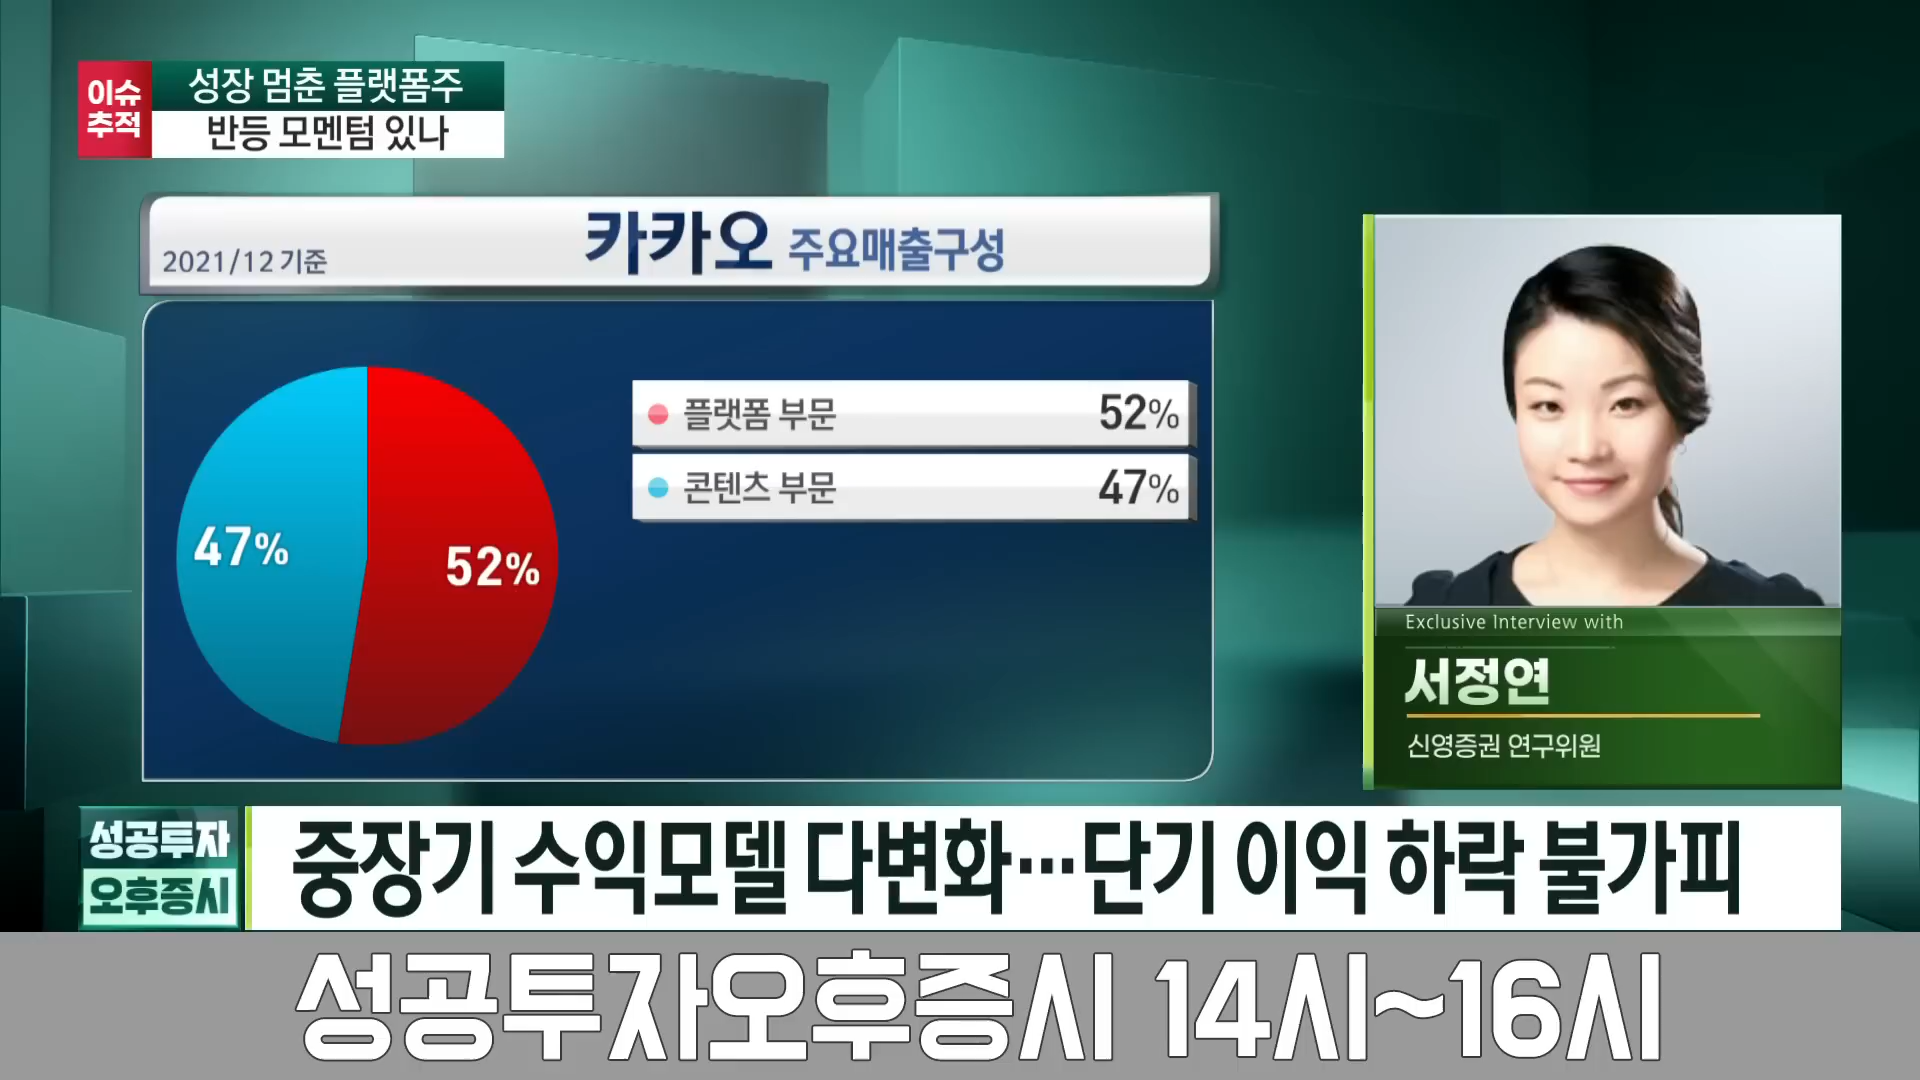 이슈
추적
성장 멈춘 플랫폼주
반등 모멘텀 있나
2021/12 기준
카카오 주요매출구성
47%
52%
플랫폼 부문 52%
콘텐츠 부문 47%
Exclusive Interview with
서정연
신영증권 연구위원
성공투자
오후증시
중장기 수익모델 다변화…단기 이익 하락 불가피
성공투자오후증시 14시~16시